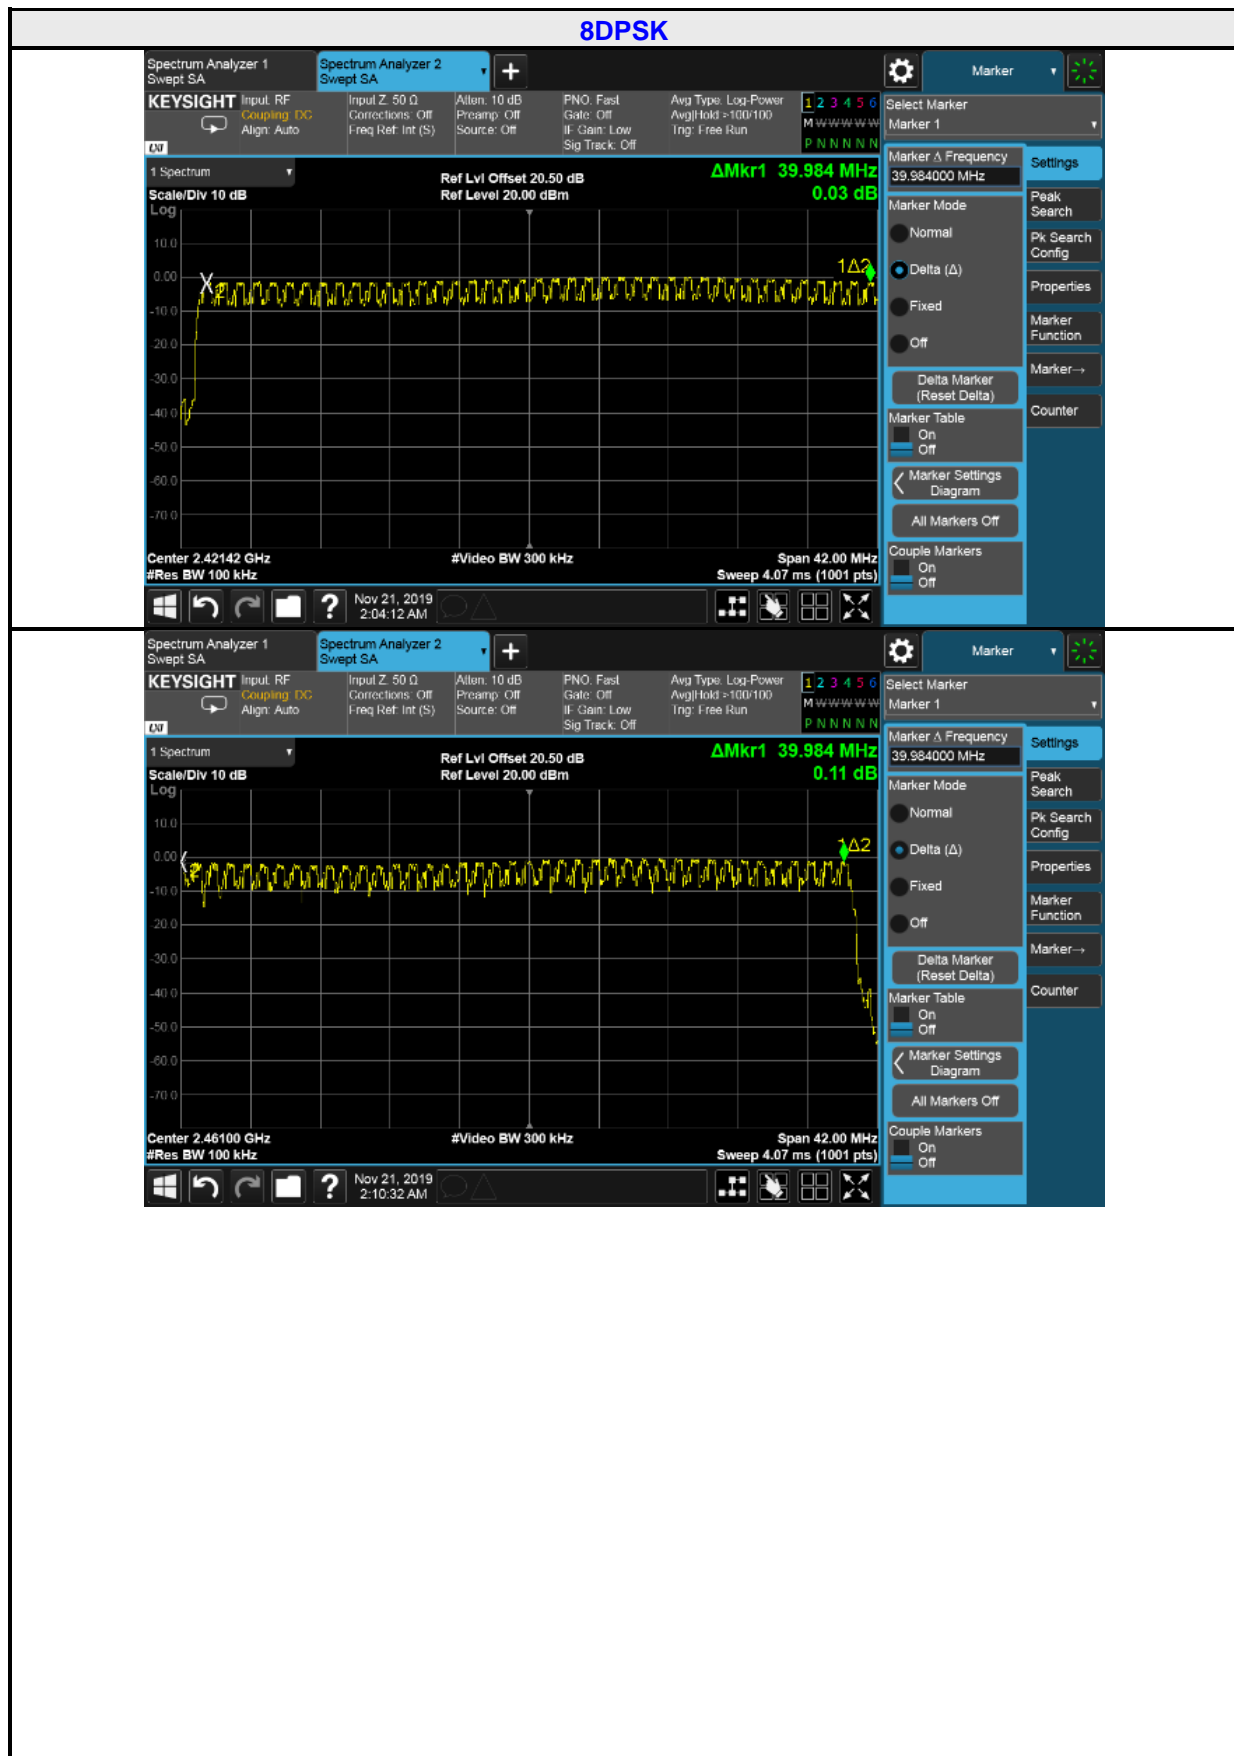 8DPSK
Spectrum Analyzer 1
Swept SA
Spectrum Analyzer 2
Swept SA
+
Marker
KEYSIGHT
Input: RF
Coupling: DC
Align: Auto
Input Z: 50 Ω
Corrections: Off
Freq Ref: Int (S)
Atten: 10 dB
Preamp: Off
Source: Off
PNO: Fast
Gate: Off
IF Gain: Low
Sig Track: Off
Avg Type: Log-Power
Avg|Hold >100/100
Trig: Free Run
1 2 3 4 5 6
M W W W W W
P N N N N N
LXI
Select Marker
Marker 1
1 Spectrum
Scale/Div 10 dB
Ref Lvl Offset 20.50 dB
Ref Level 20.00 dBm
ΔMkr1 39.984 MHz
0.03 dB
Log
10.0
0.00
-10.0
-20.0
-30.0
-40.0
-50.0
-60.0
-70.0
X2
1Δ2
Center 2.42142 GHz
#Res BW 100 kHz
#Video BW 300 kHz
Span 42.00 MHz
Sweep 4.07 ms (1001 pts)
Marker Δ Frequency
39.984000 MHz
Marker Mode
Normal
Delta (Δ)
Fixed
Off
Delta Marker
(Reset Delta)
Marker Table
On
Off
Marker Settings
Diagram
All Markers Off
Couple Markers
On
Off
Settings
Peak
Search
Pk Search
Config
Properties
Marker
Function
Marker→
Counter
?
Nov 21, 2019
2:04:12 AM
Spectrum Analyzer 1
Swept SA
Spectrum Analyzer 2
Swept SA
+
Marker
KEYSIGHT
Input: RF
Coupling: DC
Align: Auto
Input Z: 50 Ω
Corrections: Off
Freq Ref: Int (S)
Atten: 10 dB
Preamp: Off
Source: Off
PNO: Fast
Gate: Off
IF Gain: Low
Sig Track: Off
Avg Type: Log-Power
Avg|Hold >100/100
Trig: Free Run
1 2 3 4 5 6
M W W W W W
P N N N N N
LXI
Select Marker
Marker 1
1 Spectrum
Scale/Div 10 dB
Ref Lvl Offset 20.50 dB
Ref Level 20.00 dBm
ΔMkr1 39.984 MHz
0.11 dB
Log
10.0
0.00
-10.0
-20.0
-30.0
-40.0
-50.0
-60.0
-70.0
1Δ2
Center 2.46100 GHz
#Res BW 100 kHz
#Video BW 300 kHz
Span 42.00 MHz
Sweep 4.07 ms (1001 pts)
Marker Δ Frequency
39.984000 MHz
Marker Mode
Normal
Delta (Δ)
Fixed
Off
Delta Marker
(Reset Delta)
Marker Table
On
Off
Marker Settings
Diagram
All Markers Off
Couple Markers
On
Off
Settings
Peak
Search
Pk Search
Config
Properties
Marker
Function
Marker→
Counter
?
Nov 21, 2019
2:10:32 AM